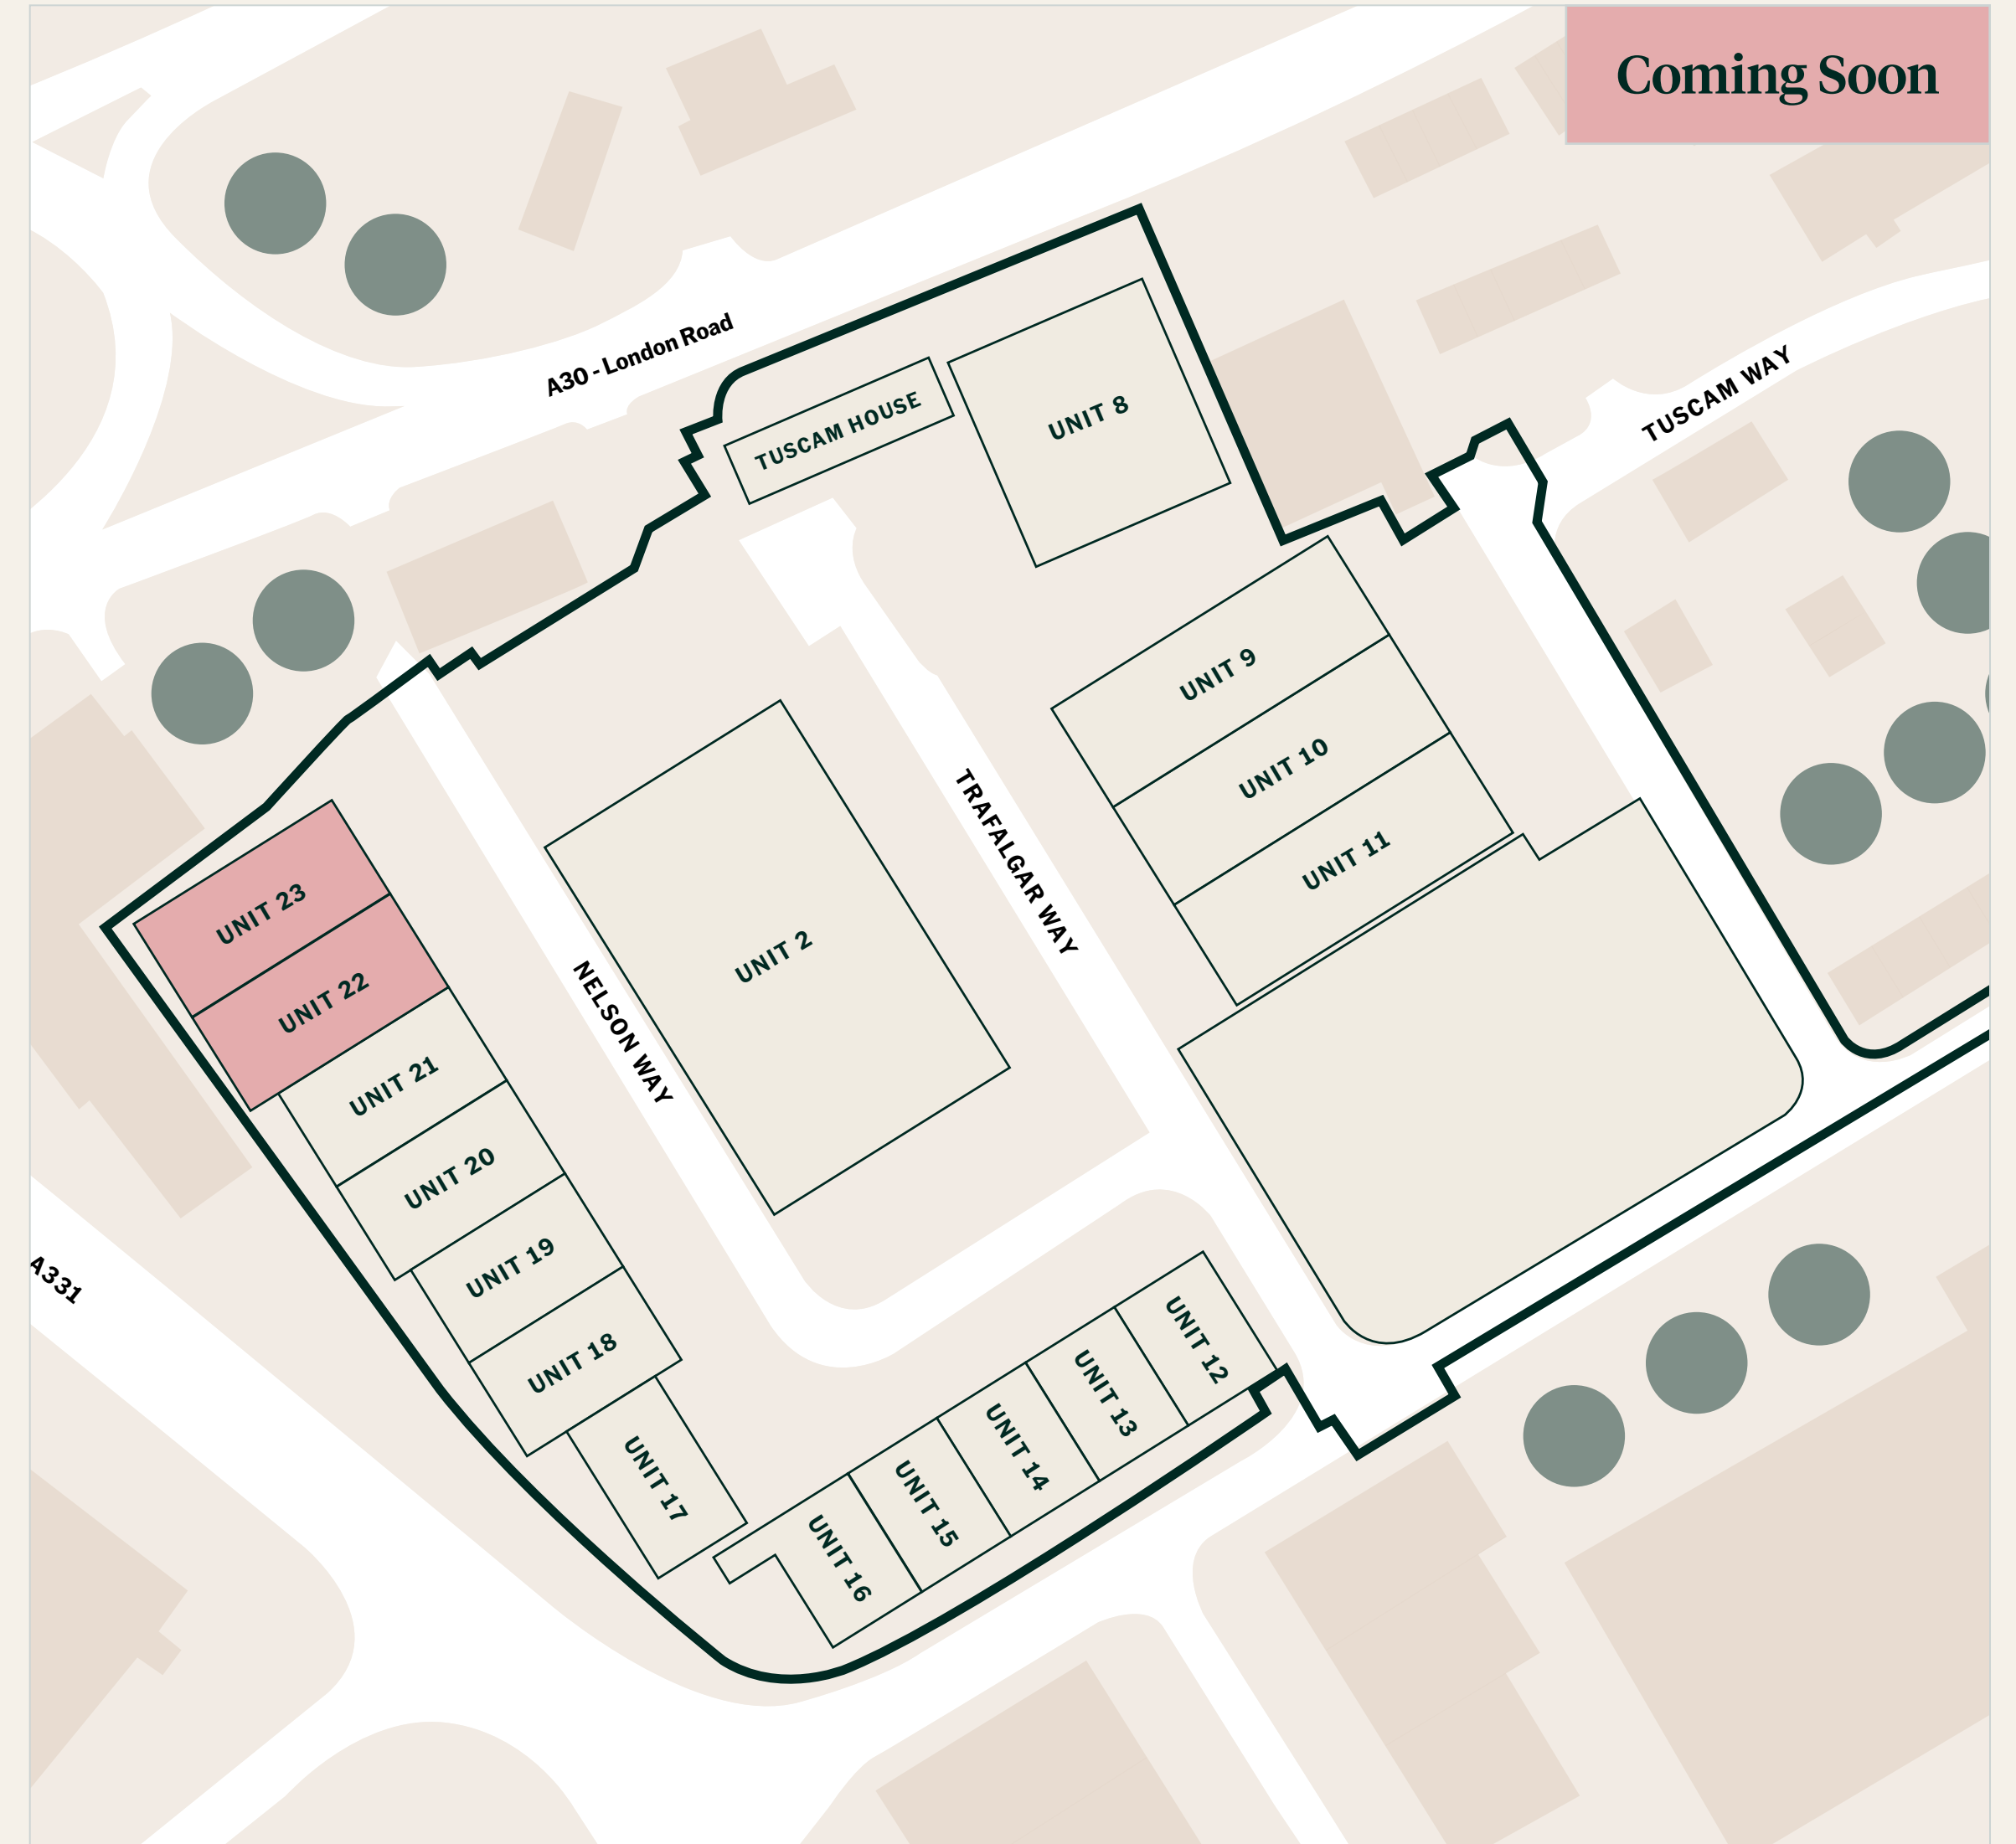 Coming Soon
A30 - London Road
TUSCAM HOUSE
UNIT 8
TUSCAM WAY
UNIT 9
UNIT 10
UNIT 11
TRAFALGAR WAY
UNIT 2
NELSON WAY
UNIT 23
UNIT 22
UNIT 21
UNIT 20
UNIT 19
UNIT 18
UNIT 17
UNIT 16
UNIT 15
UNIT 14
UNIT 13
UNIT 12
A331